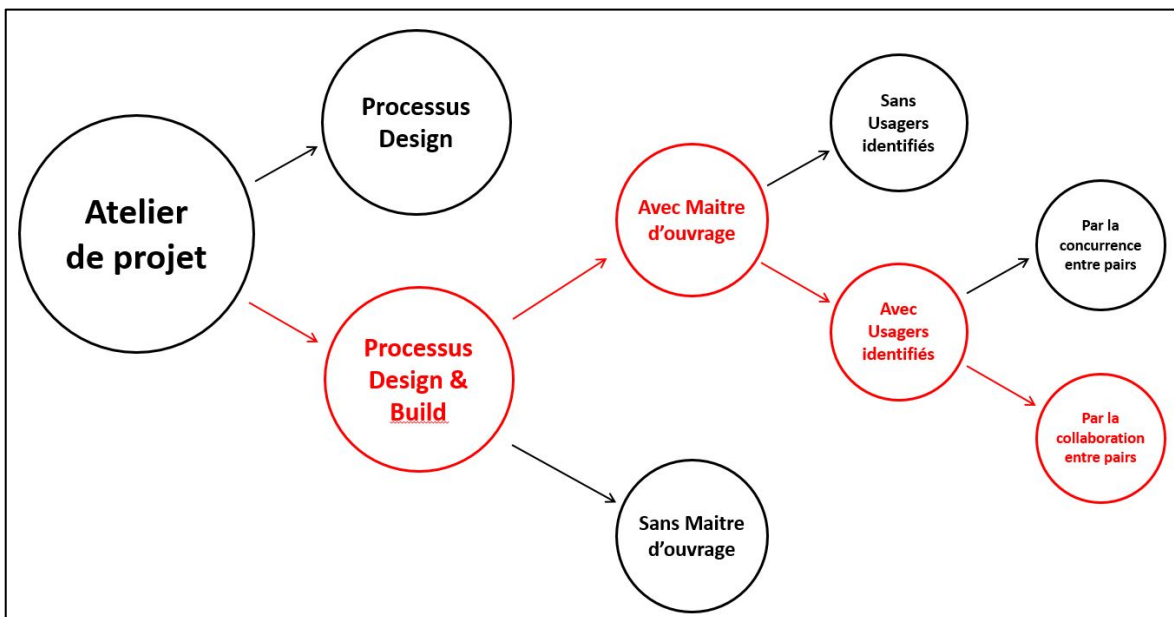 Atelier
de projet
Processus
Design
Processus
Design &
Build
Avec Maitre
d'ouvrage
Sans Maitre
d'ouvrage
Sans
Usagers
identifiés
Avec
Usagers
identifiés
Par la
concurrence
entre pairs
Par la
collaboration
entre pairs